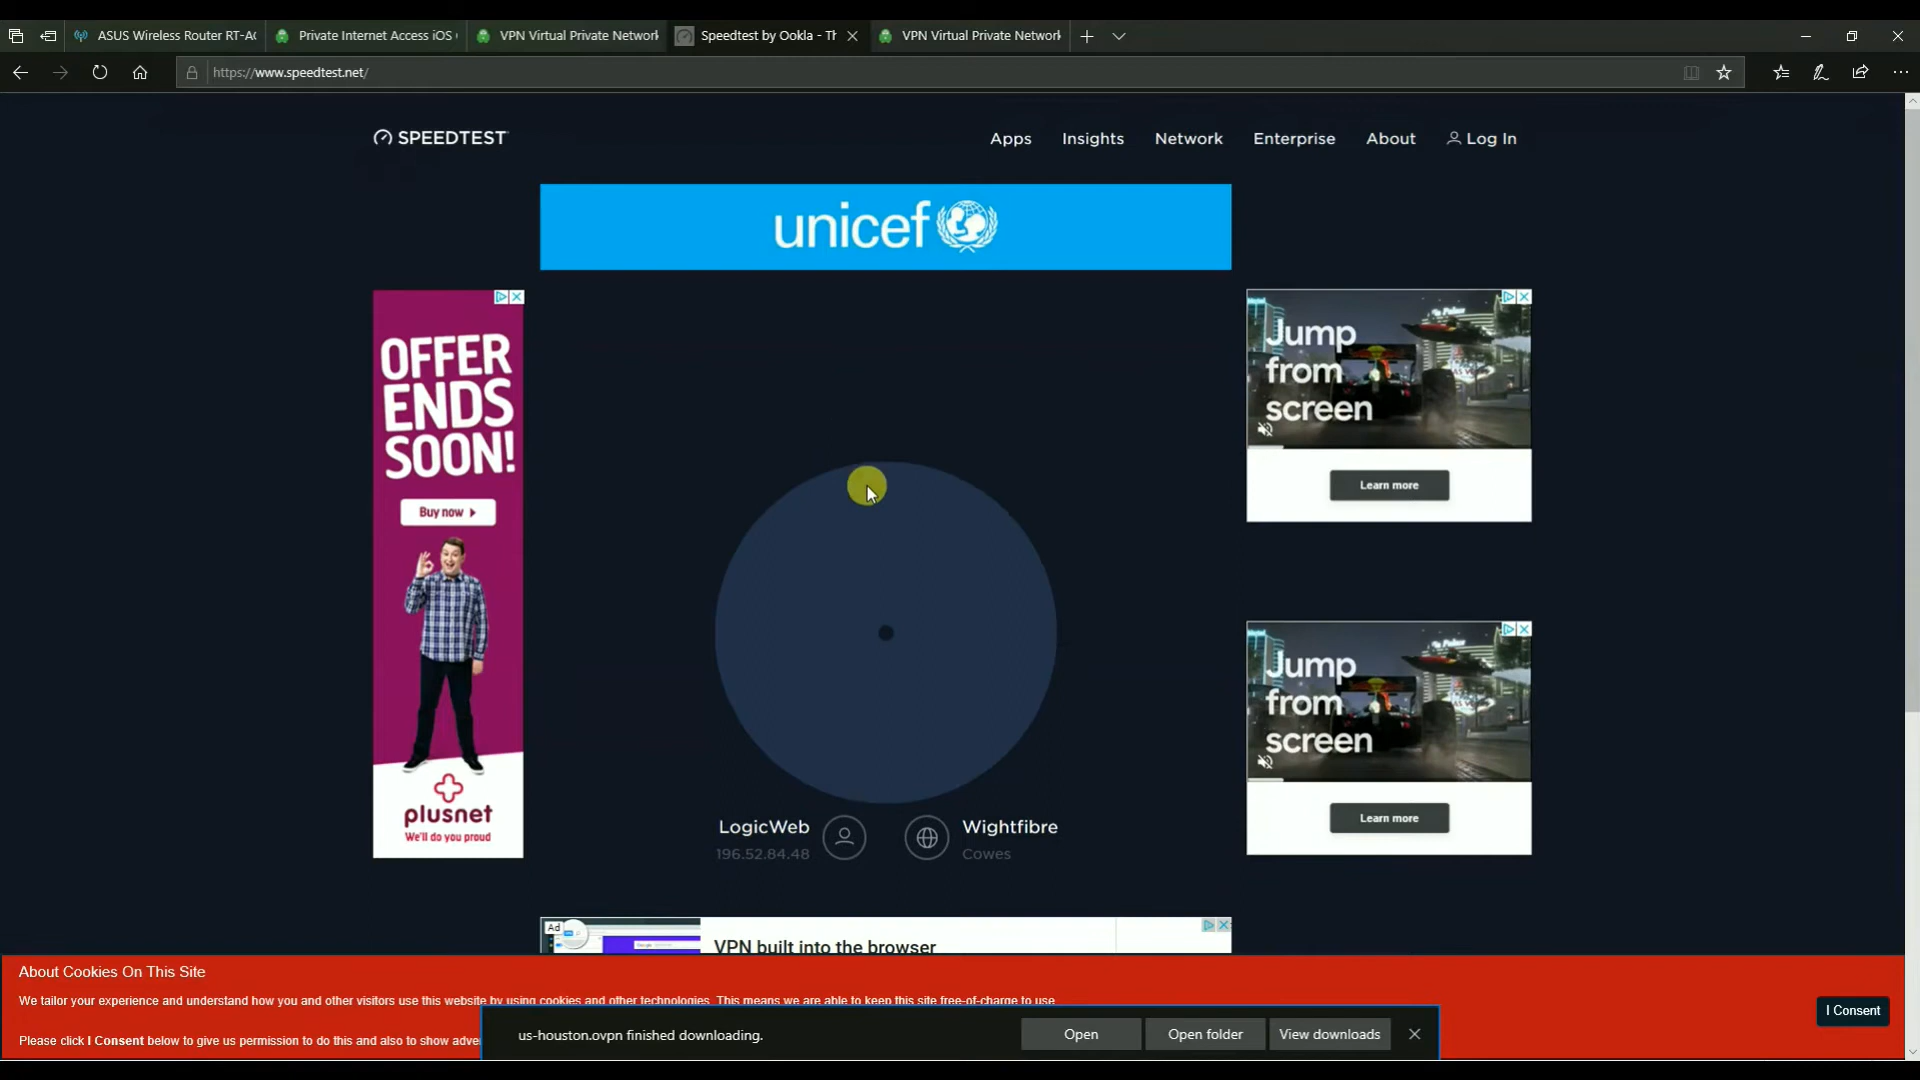 ASUS Wireless Router RT-AC
Private Internet Access iOS
VPN Virtual Private Network
Speedtest by Ookla - Th
VPN Virtual Private Network
https://www.speedtest.net/
SPEEDTEST
Apps
Insights
Network
Enterprise
About
Log In
unicef
OFFER
ENDS
SOON!
Buy now
plusnet
We'll do you proud
Jump
from
screen
Learn more
Jump
from
screen
Learn more
LogicWeb
196.52.84.48
Wightfibre
Cowes
Ad
VPN built into the browser
About Cookies On This Site
We tailor your experience and understand how you and other visitors use this website by using cookies and other technologies. This means we are able to keep this site free-of-charge to use
Please click I Consent below to give us permission to do this and also to show adve
I Consent
us-houston.ovpn finished downloading.
Open
Open folder
View downloads